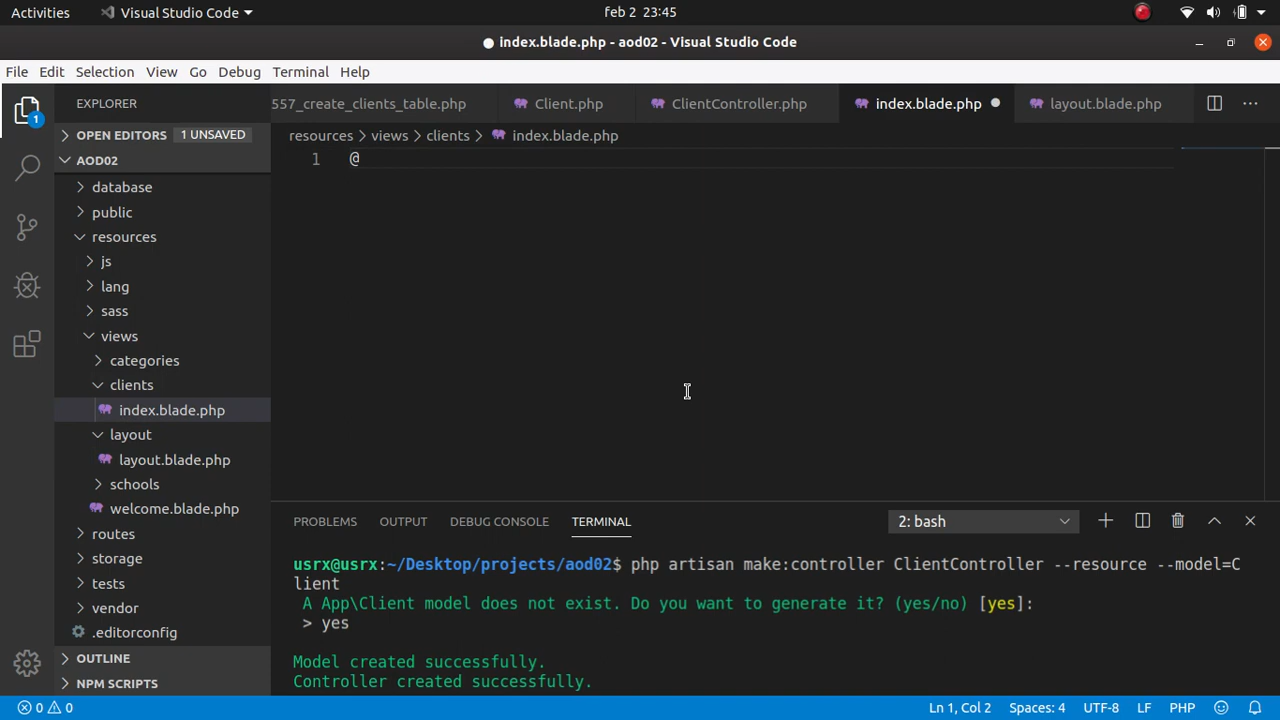 Activities Visual Studio Code feb 2 23:45
index.blade.php - aod02 - Visual Studio Code
File Edit Selection View Go Debug Terminal Help
EXPLORER
557_create_clients_table.php Client.php ClientController.php index.blade.php layout.blade.php
OPEN EDITORS 1 UNSAVED
resources > views > clients > index.blade.php
AOD02
1 @
database
public
resources
js
lang
sass
views
categories
clients
index.blade.php
layout
layout.blade.php
schools
welcome.blade.php
routes
storage
tests
vendor
.editorconfig
OUTLINE
NPM SCRIPTS
PROBLEMS OUTPUT DEBUG CONSOLE TERMINAL 2: bash
usrx@usrx:~/Desktop/projects/aod02$ php artisan make:controller ClientController --resource --model=C
lient
A App\Client model does not exist. Do you want to generate it? (yes/no) [yes]:
> yes
Model created successfully.
Controller created successfully.
1
0 0 Ln 1, Col 2 Spaces: 4 UTF-8 LF PHP